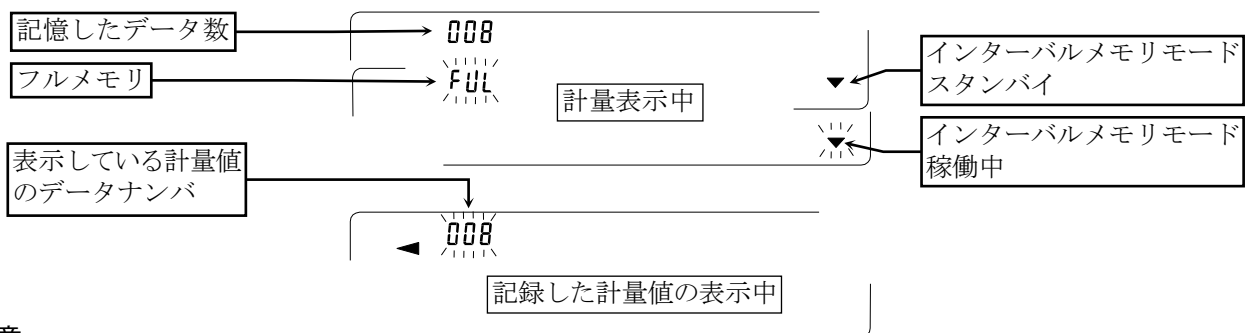 記憶したデータ数
008
フルメモリ
FUL
計量表示中
インターバルメモリモード
スタンバイ
インターバルメモリモード
稼働中
表示している計量値
のデータナンバ
008
記録した計量値の表示中